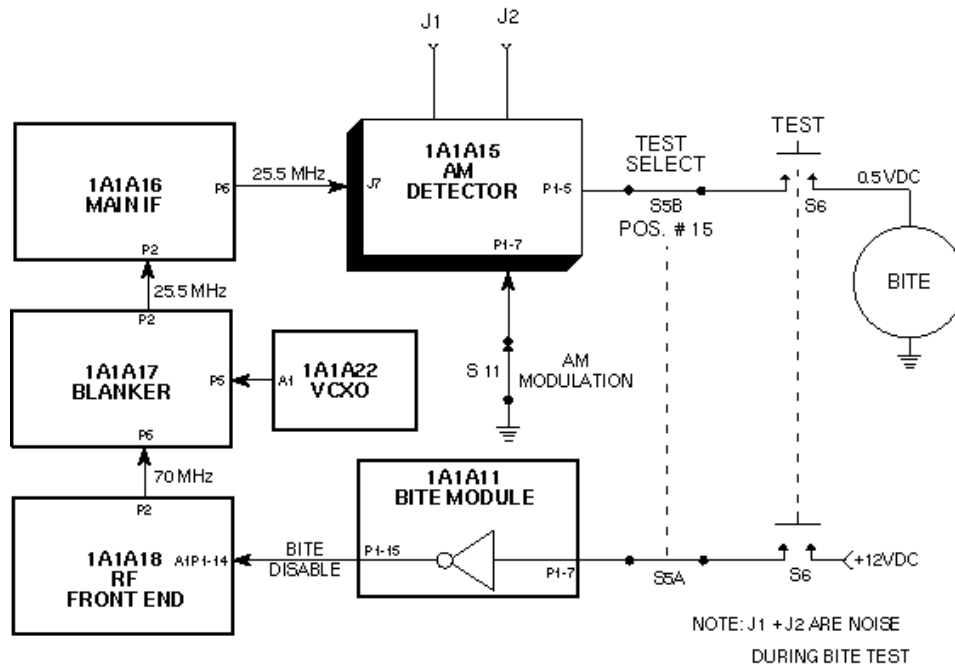 J1
J2
1A1A16
MAIN IF
P6
P2
25.5 MHz
J7
1A1A15
AM
DETECTOR
P1-5
P1-7
TEST
SELECT
S5B
POS. # 15
TEST
S6
0.5 VDC
BITE
25.5 MHz
P2
1A1A17
BLANKER
P5
P6
A1
1A1A22
VCXO
S 11
AM
MODULATION
70 MHz
P2
1A1A18
RF
FRONT END
A1P1-14
BITE
DISABLE
1A1A11
BITE MODULE
P1-15
P1-7
S5A
S6
+12VDC
NOTE: J1 + J2 ARE NOISE
DURING BITE TEST